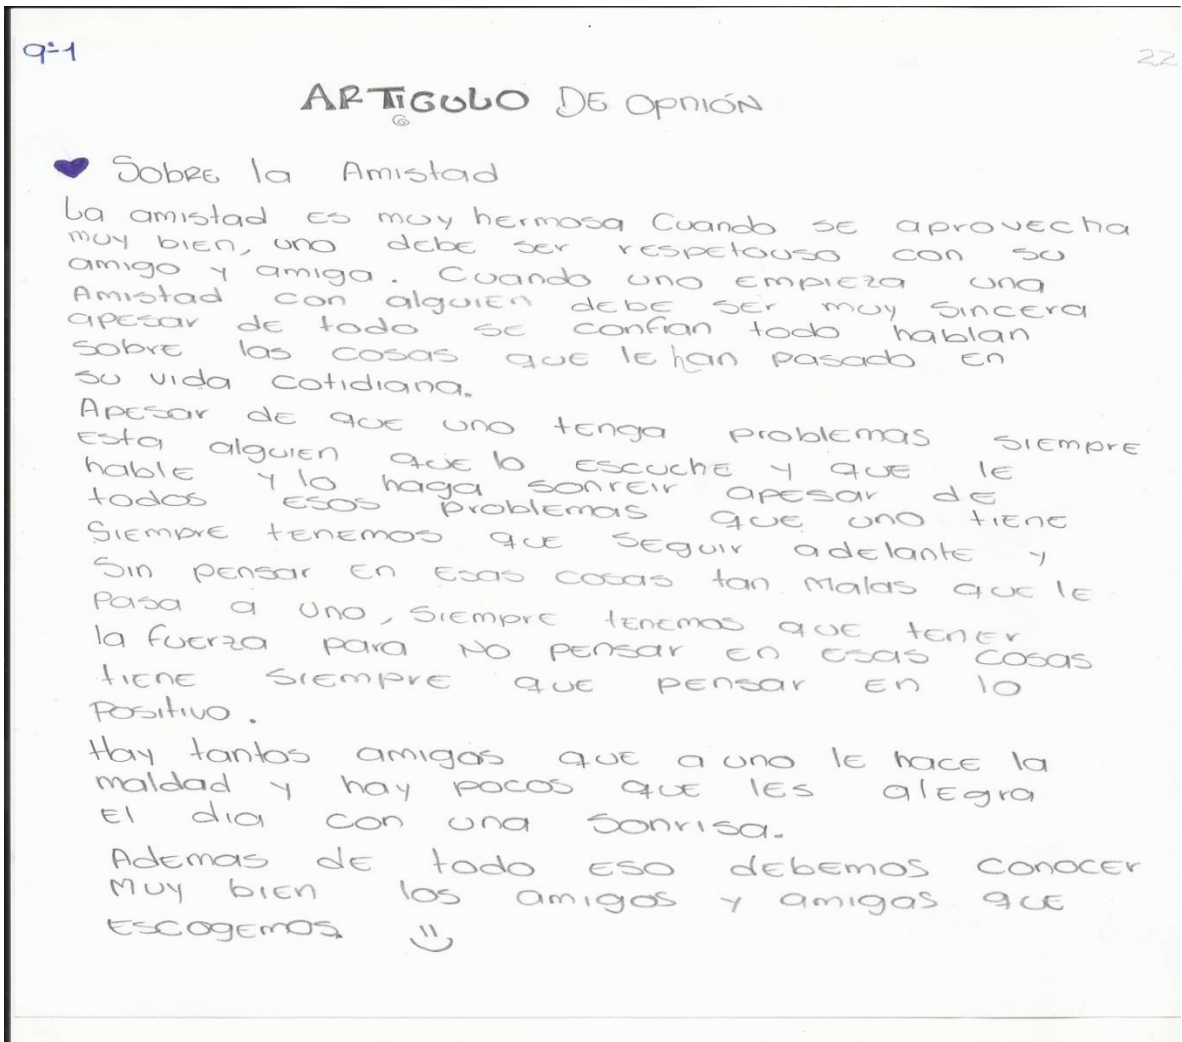 9º-1
22
ARTICULO DE OPNIÓN
Sobre la Amistad
La amistad es muy hermosa Cuando se aprovecha
muy bien, uno debe ser respetouso con su
amigo y amiga. Cuando uno empieza una
Amistad con alguien debe ser muy sincera
apesar de todo se confian todo hablan
sobre las cosas que le han pasado en
su vida cotidiana.
Apesar de que uno tenga problemas siempre
Esta alguien que lo escuche y que le
hable y lo haga sonreir apesar de
todos esos problemas que uno tiene
Siempre tenemos que seguir adelante y
Sin pensar en esas cosas tan malas que le
Pasa a uno, siempre tenemos que tener
la fuerza para no pensar en esas cosas
tiene siempre que pensar en lo
Positivo.
Hay tantos amigos que a uno le hace la
maldad y hay pocos que les alegra
El dia con una sonrisa.
Ademas de todo eso debemos conocer
Muy bien los amigos y amigas que
Escogemos.